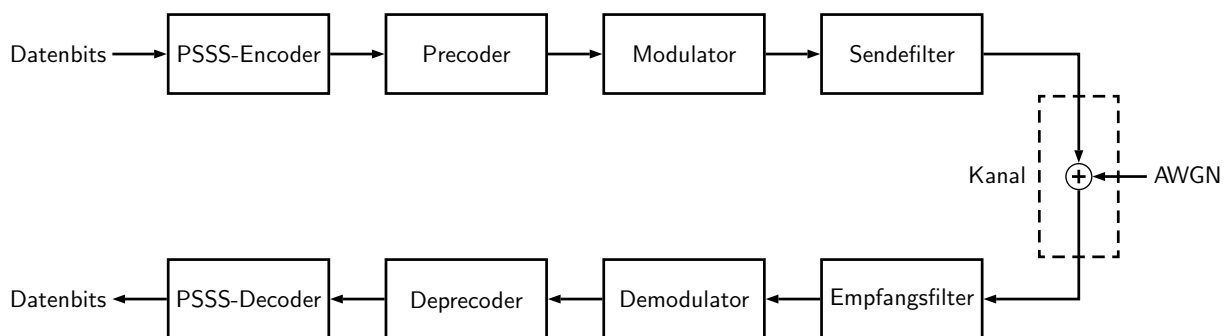 Datenbits
PSSS-Encoder
Precoder
Modulator
Sendefilter
Kanal
+
AWGN
Datenbits
PSSS-Decoder
Deprecoder
Demodulator
Empfangsfilter